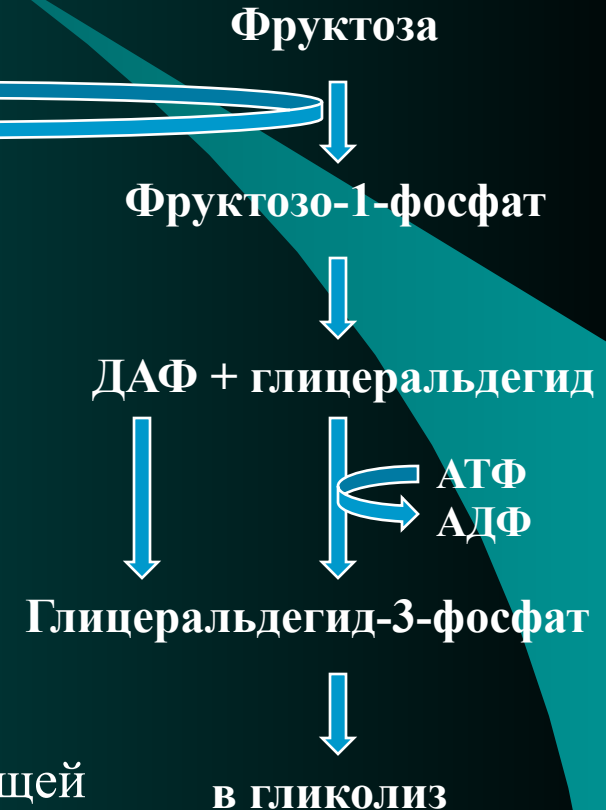 Фруктоза
Фруктозо-1-фосфат
ДАФ + глицеральдегид
АТФ
АДФ
Глицеральдегид-3-фосфат
щей
в гликолиз